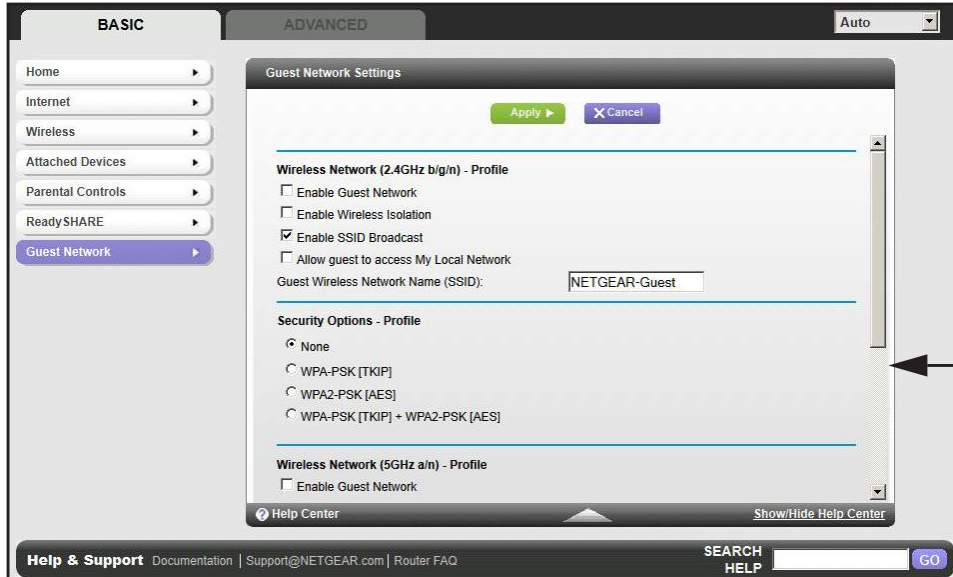 BASIC
ADVANCED
Auto
Home
Internet
Wireless
Attached Devices
Parental Controls
ReadySHARE
Guest Network
Guest Network Settings
Apply
X Cancel
Wireless Network (2.4GHz b/g/n) - Profile
Enable Guest Network
Enable Wireless Isolation
Enable SSID Broadcast
Allow guest to access My Local Network
Guest Wireless Network Name (SSID): NETGEAR-Guest
Security Options - Profile
None
WPA-PSK [TKIP]
WPA2-PSK [AES]
WPA-PSK [TKIP] + WPA2-PSK [AES]
Wireless Network (5GHz a/n) - Profile
Enable Guest Network
? Help Center
Show/Hide Help Center
Help & Support Documentation | Support@NETGEAR.com | Router FAQ
SEARCH
HELP
GO